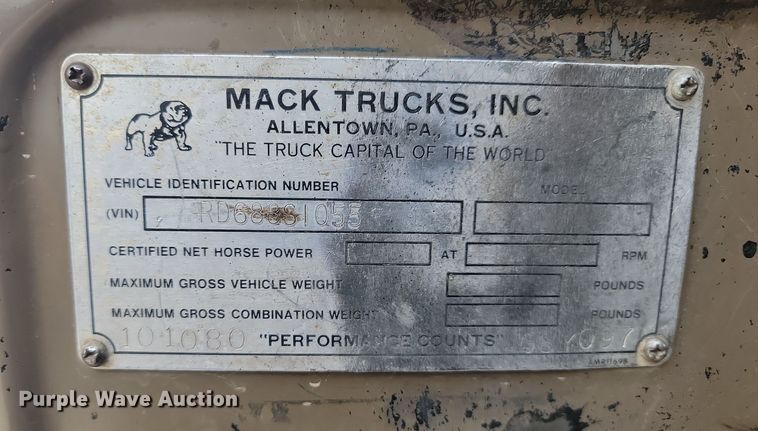 MACK TRUCKS, INC.
ALLENTOWN, PA., U.S.A.
"THE TRUCK CAPITAL OF THE WORLD
VEHICLE IDENTIFICATION NUMBER MODEL
(VIN)
CERTIFIED NET HORSE POWER AT RPM
MAXIMUM GROSS VEHICLE WEIGHT POUNDS
MAXIMUM GROSS COMBINATION WEIGHT POUNDS
101080 "PERFORMANCE COUNTS"
Purple Wave Auction